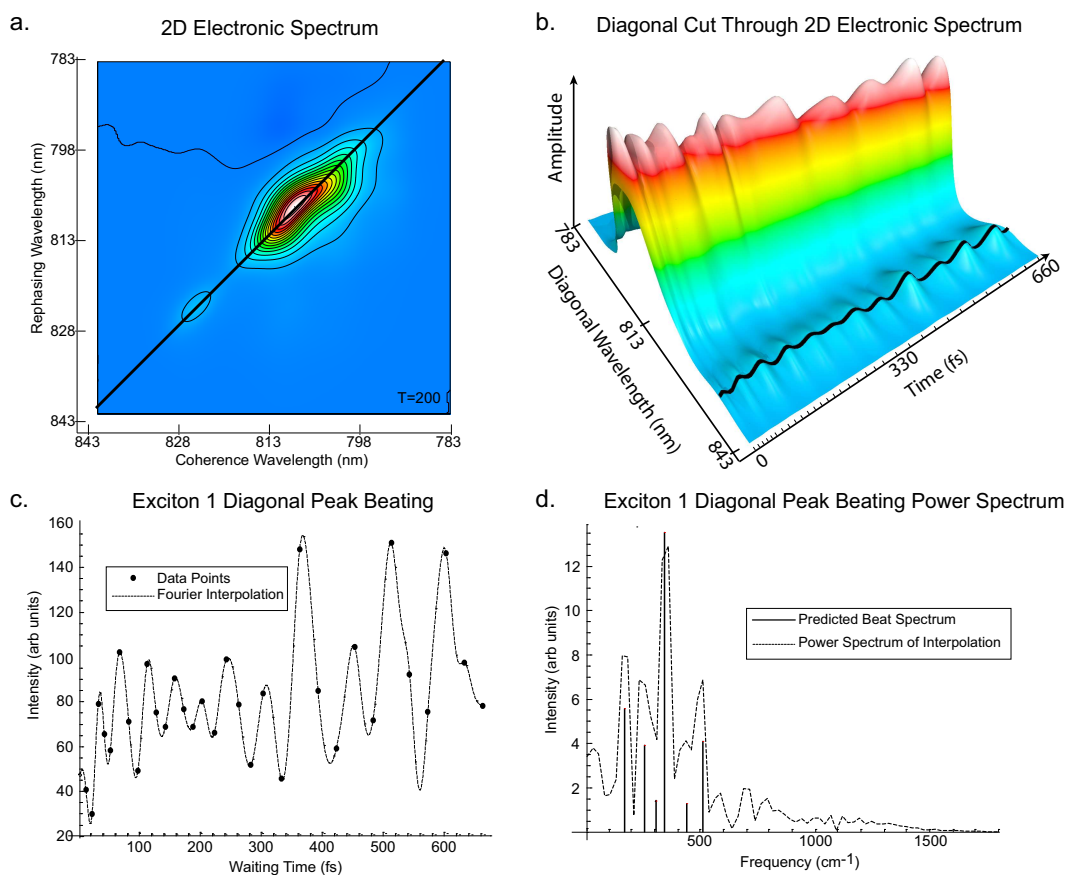 a.
2D Electronic Spectrum
783
798
813
828
843
Rephasing Wavelength (nm)
T=200
843
828
813
798
783
Coherence Wavelength (nm)
b.
Diagonal Cut Through 2D Electronic Spectrum
Amplitude
783
813
843
Diagonal Wavelength (nm)
0
330
660
Time (fs)
c.
Exciton 1 Diagonal Peak Beating
160
140
120
100
80
60
40
20
Intensity (arb units)
Data Points
Fourier Interpolation
100
200
300
400
500
600
Waiting Time (fs)
d.
Exciton 1 Diagonal Peak Beating Power Spectrum
12
10
8
6
4
2
Intensity (arb units)
Predicted Beat Spectrum
Power Spectrum of Interpolation
500
1000
1500
Frequency (cm-1)